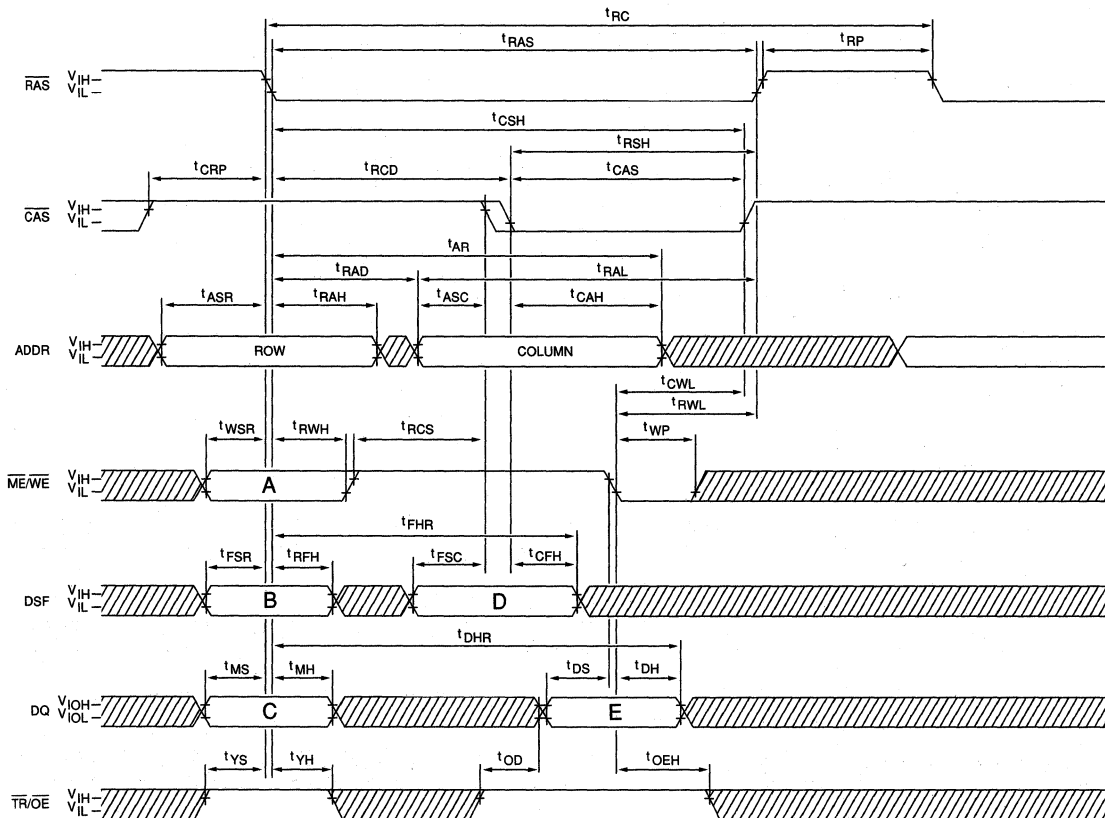 tRC
tRAS
tRP
RAS VIH
VIL
tCSH
tRSH
tCRP
tRCD
tCAS
CAS VIH
VIL
tAR
tRAD
tRAL
tASR
tRAH
tASC
tCAH
ADDR VIH
VIL
ROW
COLUMN
tCWL
tRWL
tWSR
tRWH
tRCS
tWP
ME/WE VIH
VIL
A
tFHR
tFSR
tRFH
tFSC
tCFH
DSF VIH
VIL
B
D
tDHR
tMS
tMH
tDS
tDH
DQ VIOH
VIOL
C
E
tYS
tYH
tOD
tOEH
TR/OE VIH
VIL